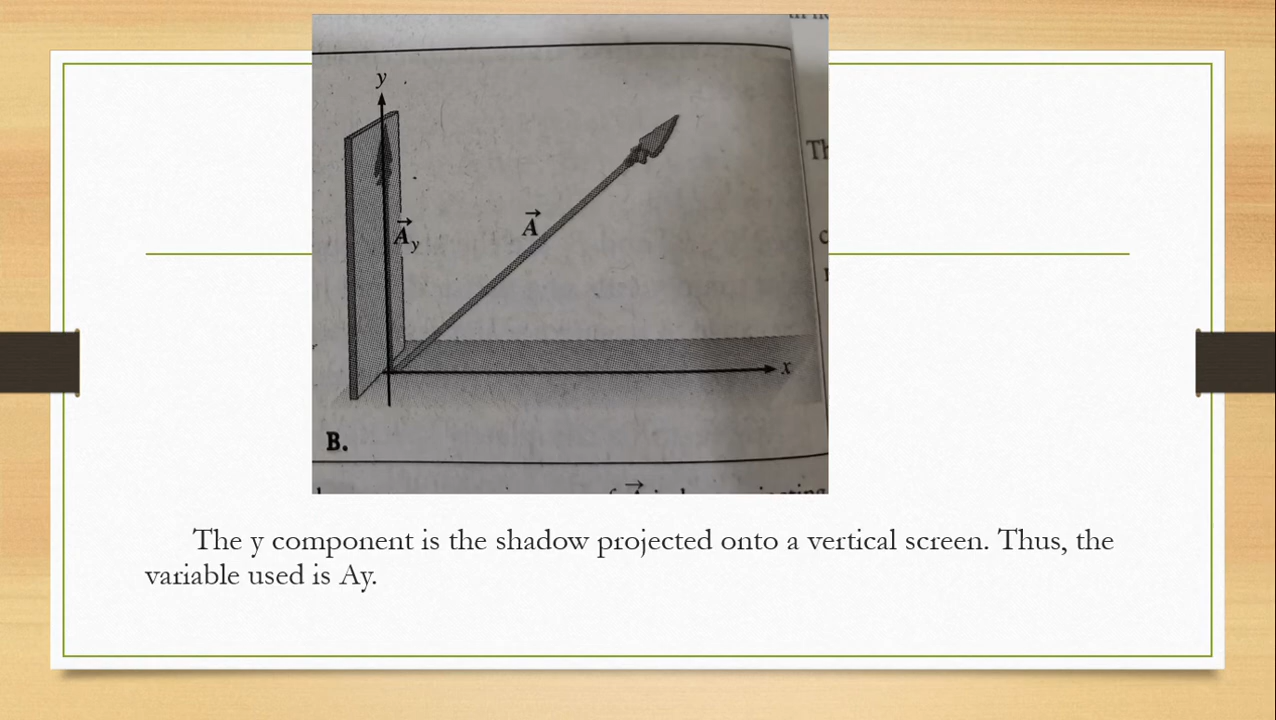 y
A⃗y
A⃗
x
B.
The y component is the shadow projected onto a vertical screen. Thus, the
variable used is Ay.